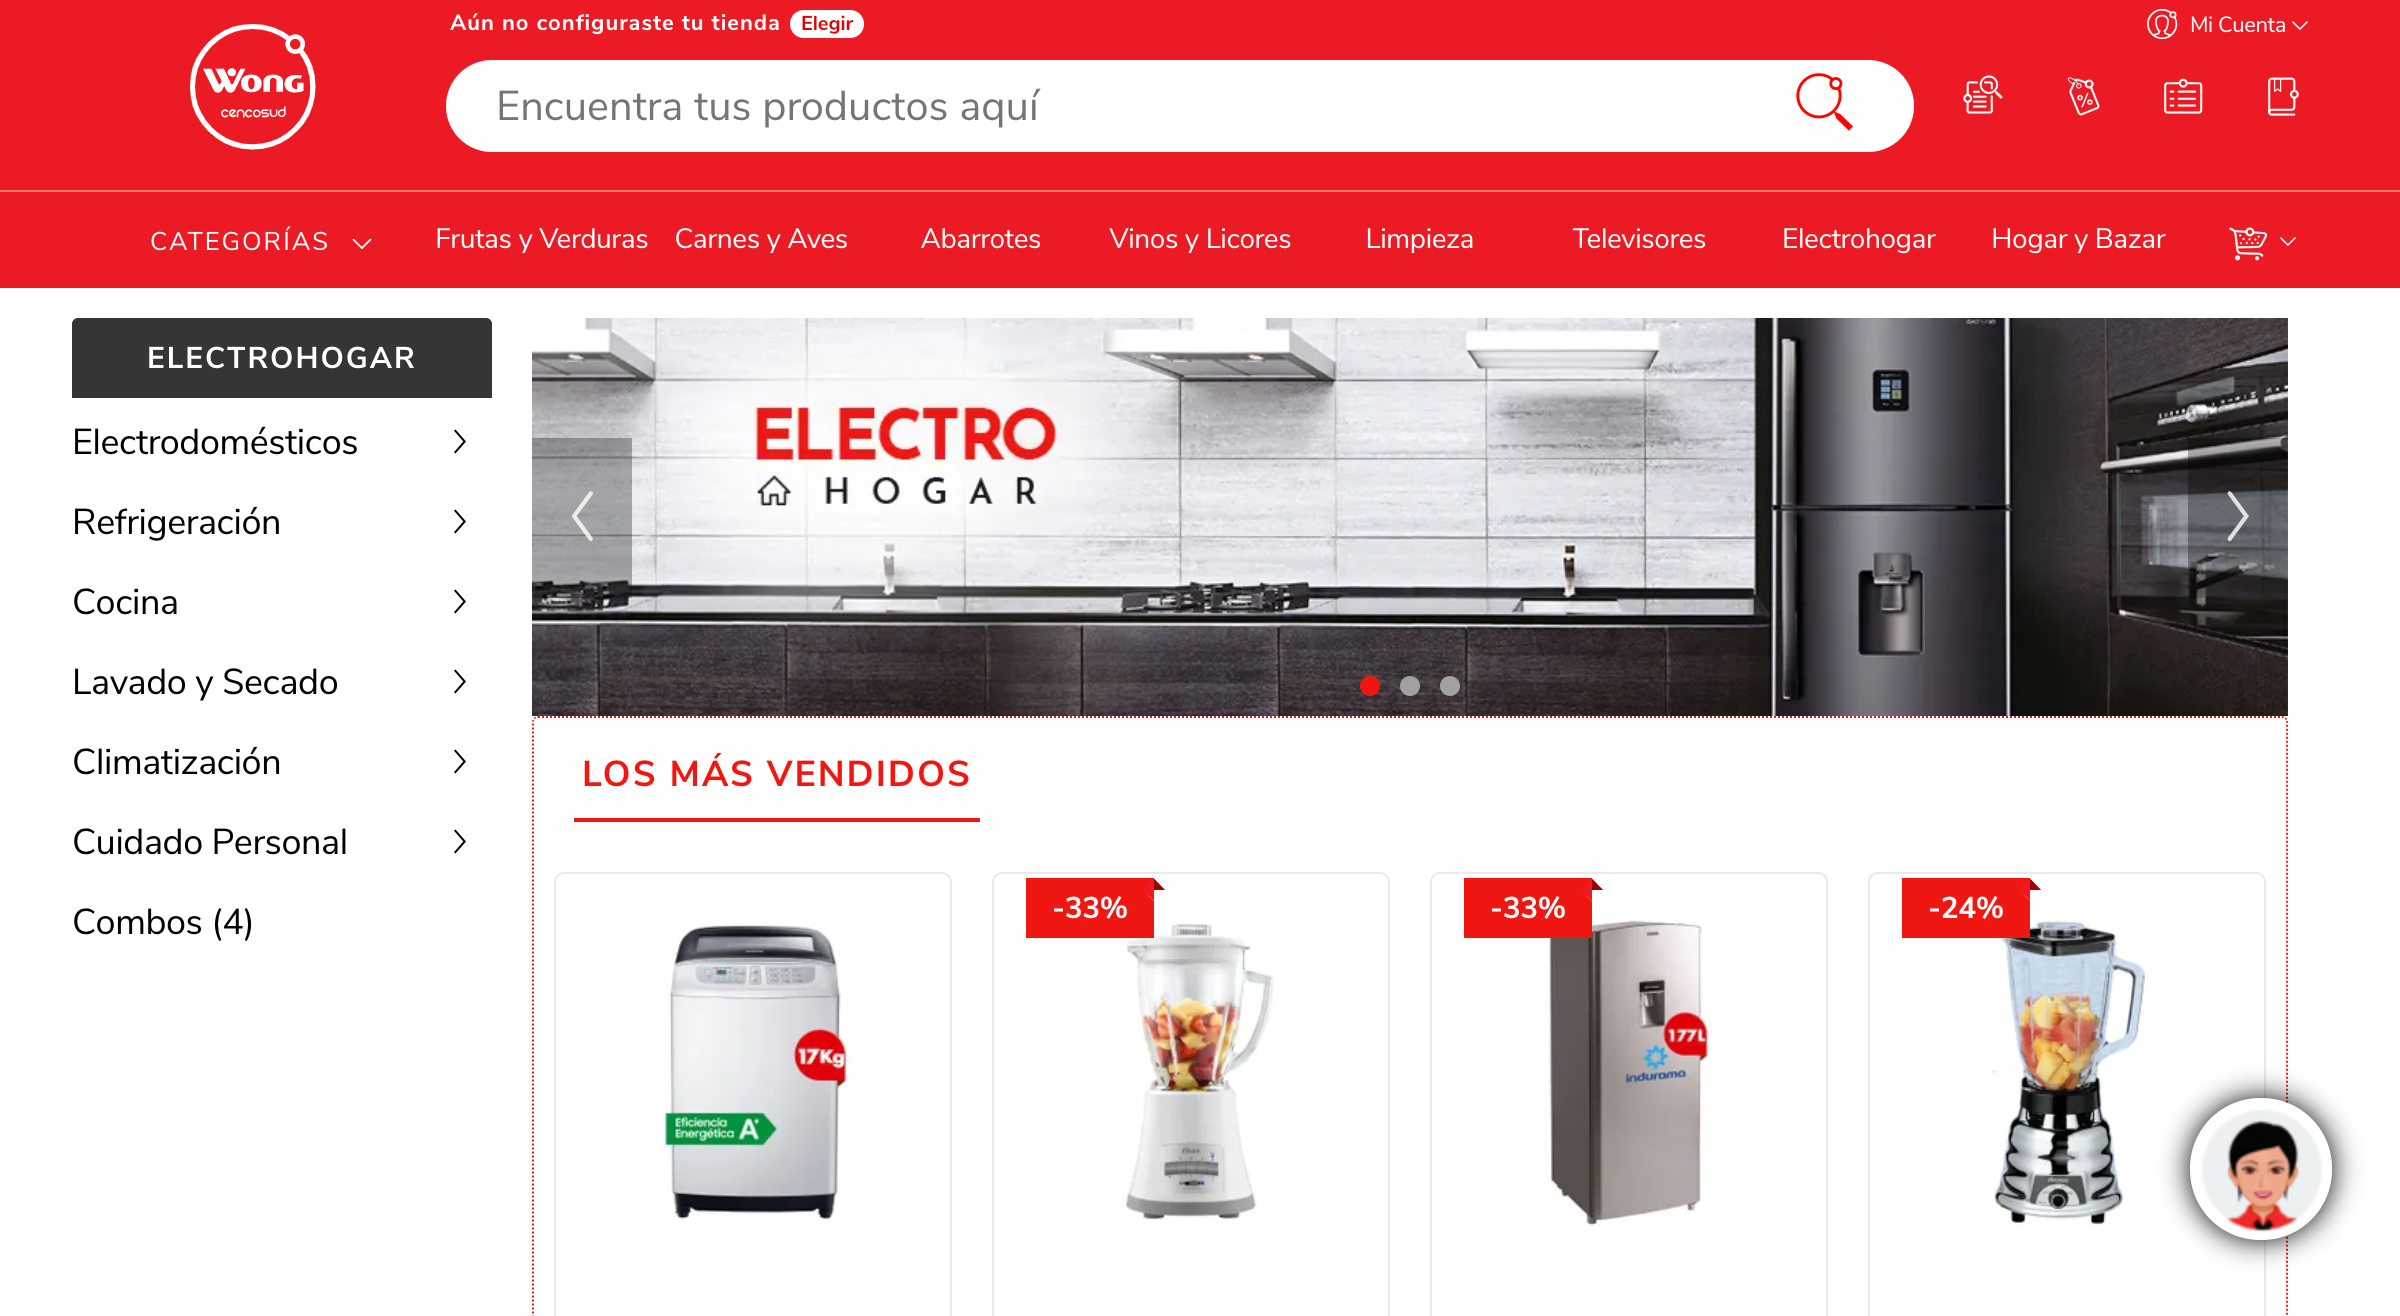 Aún no configuraste tu tienda Elegir
Mi Cuenta
Wong
cencosud
Encuentra tus productos aquí
CATEGORÍAS
Frutas y Verduras
Carnes y Aves
Abarrotes
Vinos y Licores
Limpieza
Televisores
Electrohogar
Hogar y Bazar
ELECTROHOGAR
Electrodomésticos
Refrigeración
Cocina
Lavado y Secado
Climatización
Cuidado Personal
Combos (4)
ELECTRO
HOGAR
LOS MÁS VENDIDOS
17Kg
Eficiencia
Energética A+
-33%
-33%
177L
indurama
-24%